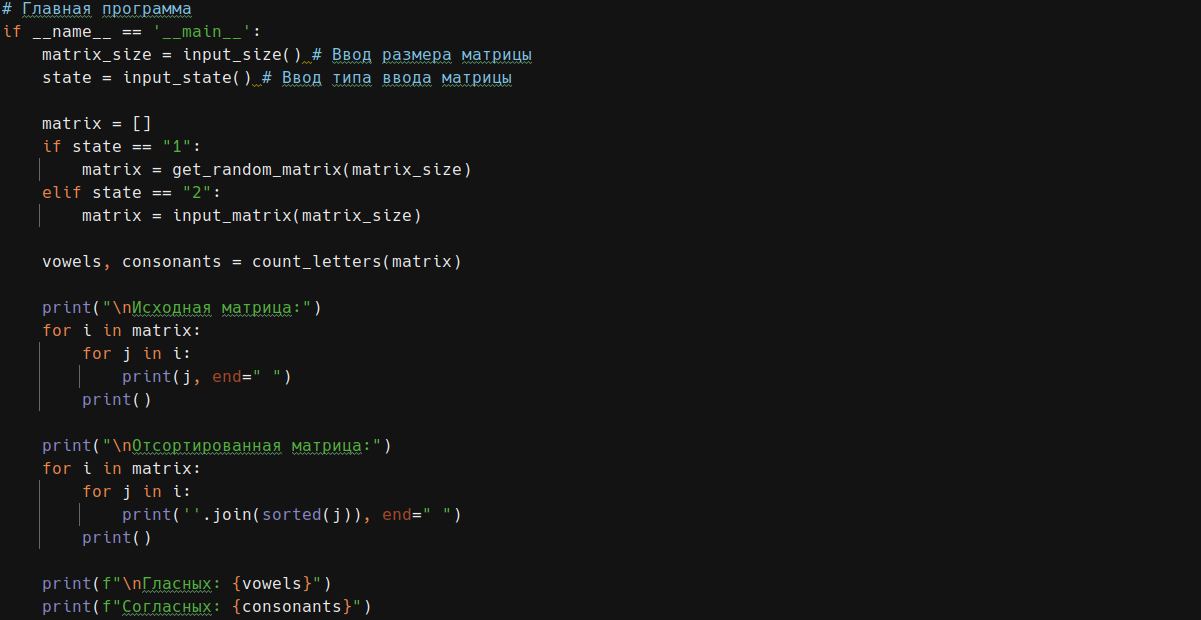 # Главная программа
if __name__ == '__main__':
    matrix_size = input_size() # Ввод размера матрицы
    state = input_state() # Ввод типа ввода матрицы
    matrix = []
    if state == "1":
        matrix = get_random_matrix(matrix_size)
    elif state == "2":
        matrix = input_matrix(matrix_size)
    vowels, consonants = count_letters(matrix)
    print("\nИсходная матрица:")
    for i in matrix:
        for j in i:
            print(j, end=" ")
        print()
    print("\nОтсортированная матрица:")
    for i in matrix:
        for j in i:
            print(''.join(sorted(j)), end=" ")
        print()
    print(f"\nГласных: {vowels}")
    print(f"Согласных: {consonants}")